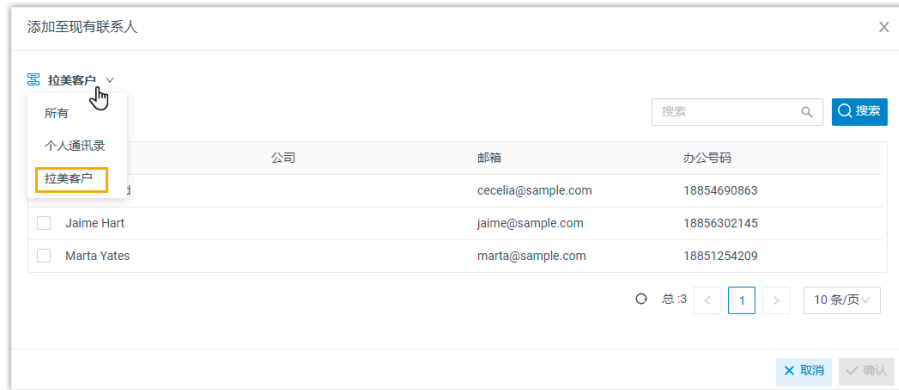 添加至现有联系人
拉美客户
所有
个人通讯录
拉美客户
搜索
搜索
公司 邮箱 办公号码
cecelia@sample.com 18854690863
Jaime Hart jaime@sample.com 18856302145
Marta Yates marta@sample.com 18851254209
总 :3 < 1 > 10 条/页
取消 确认